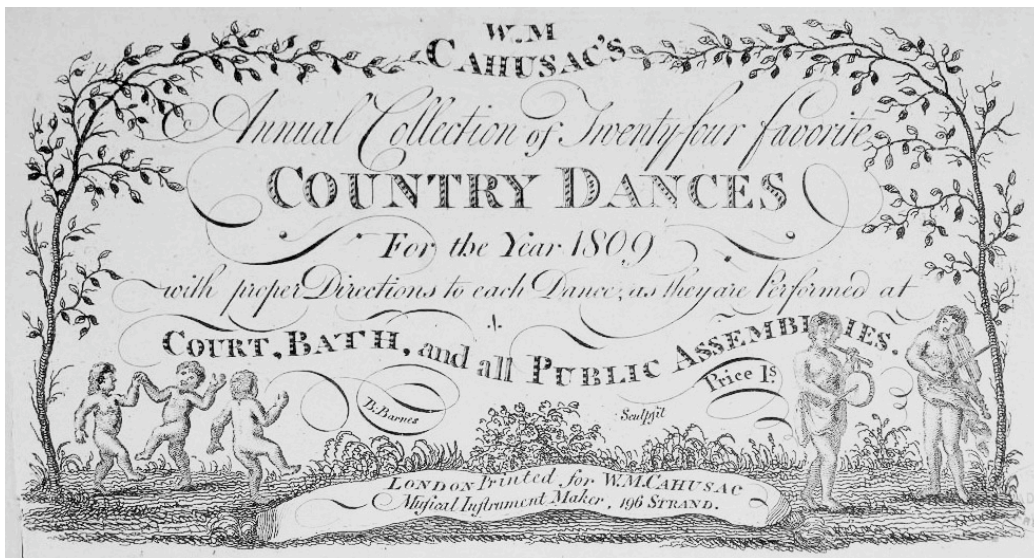 W.M
CAHUSAC's
Annual Collection of Twenty-four favorite
COUNTRY DANCES
For the Year 1809
with proper Directions to each Dance, as they are Performed at
COURT, BATH, and all PUBLIC ASSEMBLIES.
Price 1s.
B. Barnes Sculpsit
LONDON Printed for W.M. CAHUSAC
Musical Instrument Maker, 196 STRAND.